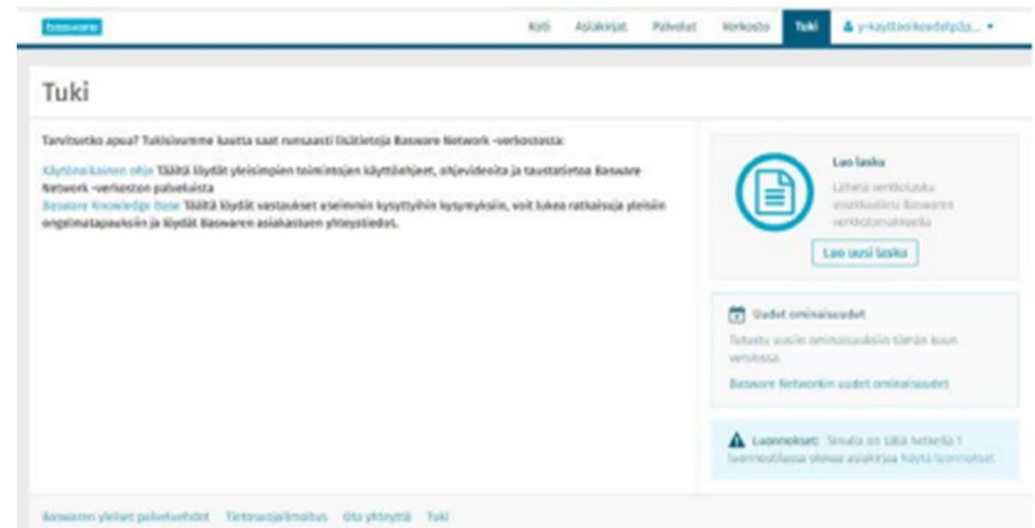 basware
Koti Asiakirjat Palvelut Verkosto Tuki
Tuki
Tarvitsetko apua? Tukisivumme kautta saat runsaasti lisätietoja Basware Network -verkostosta:
Käytönaikainen ohje Täältä löydät yleisimpien toimintojen käyttöohjeet, ohjevideoita ja taustatietoa Basware
Network -verkoston palveluista
Basware Knowledge base Täältä löydät vastaukset useimmin kysyttyihin kysymyksiin, voit lukea ratkaisuja yleisiin
ongelmatapauksiin ja löydät Baswaren asiakastuen yhteystiedot.
Luo lasku
Lähetä verkkolasku
asiakkaallesi Baswaren
verkkolomakkeella
Luo uusi lasku
Uudet ominaisuudet
Tutustu uusiin ominaisuuksiin tämän kuun
versiossa.
Basware Networkin uudet ominaisuudet
Luonnokset: Sinulla on tällä hetkellä 1
luonnostilassa olevaa asiakirjaa Näytä luonnokset
Baswaren yleiset palveluehdot Tietosuojailmoitus Ota yhteyttä Tuki